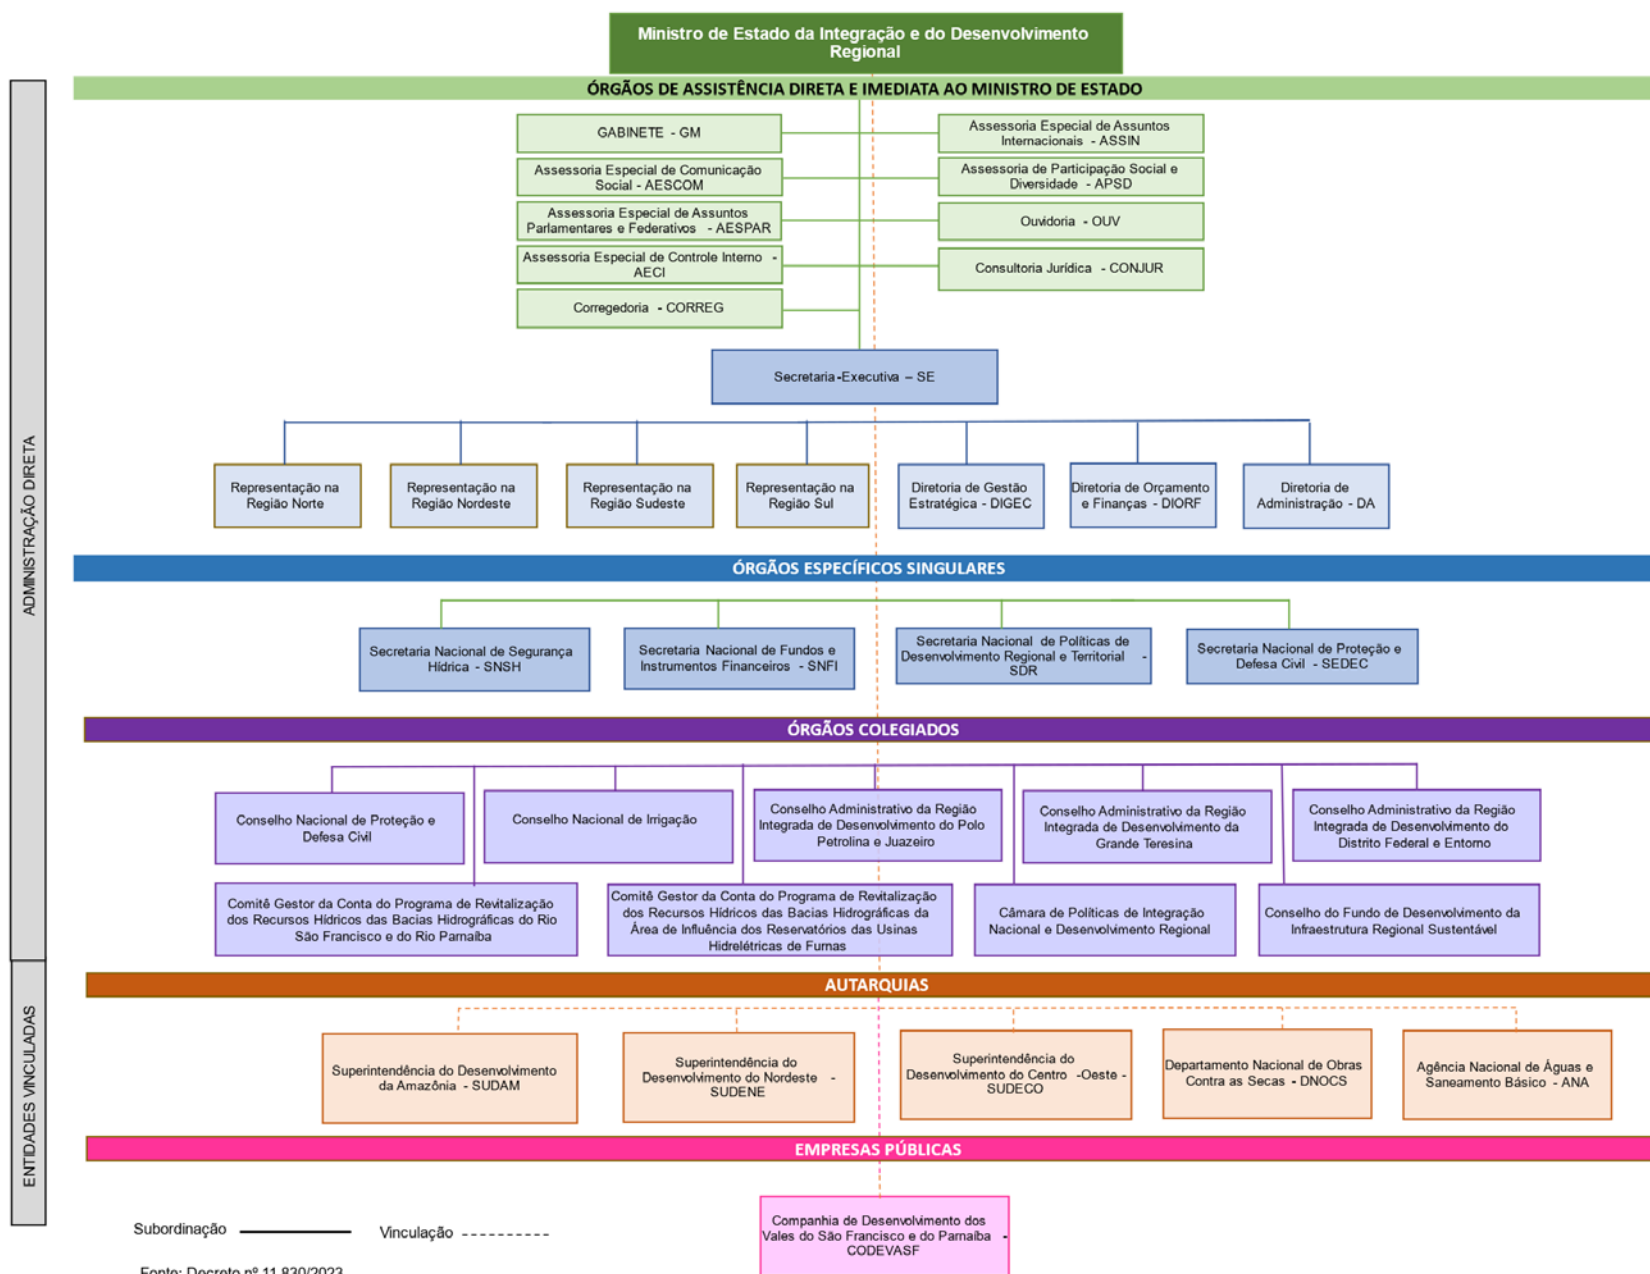 Ministro de Estado da Integração e do Desenvolvimento
Regional
ÓRGÃOS DE ASSISTÊNCIA DIRETA E IMEDIATA AO MINISTRO DE ESTADO
GABINETE - GM
Assessoria Especial de Assuntos
Internacionais - ASSIN
Assessoria Especial de Comunicação
Social - AESCOM
Assessoria de Participação Social e
Diversidade - APSD
Assessoria Especial de Assuntos
Parlamentares e Federativos - AESPAR
Ouvidoria - OUV
Assessoria Especial de Controle Interno -
AECI
Consultoria Jurídica - CONJUR
Corregedoria - CORREG
Secretaria-Executiva – SE
ADMINISTRAÇÃO DIRETA
Representação na
Região Norte
Representação na
Região Nordeste
Representação na
Região Sudeste
Representação na
Região Sul
Diretoria de Gestão
Estratégica - DIGEC
Diretoria de Orçamento
e Finanças - DIORF
Diretoria de
Administração - DA
ÓRGÃOS ESPECÍFICOS SINGULARES
Secretaria Nacional de Segurança
Hídrica - SNSH
Secretaria Nacional de Fundos e
Instrumentos Financeiros - SNFI
Secretaria Nacional de Políticas de
Desenvolvimento Regional e Territorial -
SDR
Secretaria Nacional de Proteção e
Defesa Civil - SEDEC
ÓRGÃOS COLEGIADOS
Conselho Nacional de Proteção e
Defesa Civil
Conselho Nacional de Irrigação
Conselho Administrativo da Região
Integrada de Desenvolvimento do Polo
Petrolina e Juazeiro
Conselho Administrativo da Região
Integrada de Desenvolvimento da
Grande Teresina
Conselho Administrativo da Região
Integrada de Desenvolvimento do
Distrito Federal e Entorno
Comitê Gestor da Conta do Programa de Revitalização
dos Recursos Hídricos das Bacias Hidrográficas do Rio
São Francisco e do Rio Parnaíba
Comitê Gestor da Conta do Programa de Revitalização
dos Recursos Hídricos das Bacias Hidrográficas da
Área de Influência dos Reservatórios das Usinas
Hidrelétricas de Furnas
Câmara de Políticas de Integração
Nacional e Desenvolvimento Regional
Conselho do Fundo de Desenvolvimento da
Infraestrutura Regional Sustentável
ENTIDADES VINCULADAS
AUTARQUIAS
Superintendência do Desenvolvimento
da Amazônia - SUDAM
Superintendência do
Desenvolvimento do Nordeste -
SUDENE
Superintendência do
Desenvolvimento do Centro -Oeste -
SUDECO
Departamento Nacional de Obras
Contra as Secas - DNOCS
Agência Nacional de Águas e
Saneamento Básico - ANA
EMPRESAS PÚBLICAS
Companhia de Desenvolvimento dos
Vales do São Francisco e do Parnaíba -
CODEVASF
Subordinação
Vinculação
Fonte: Decreto nº 11.830/2023